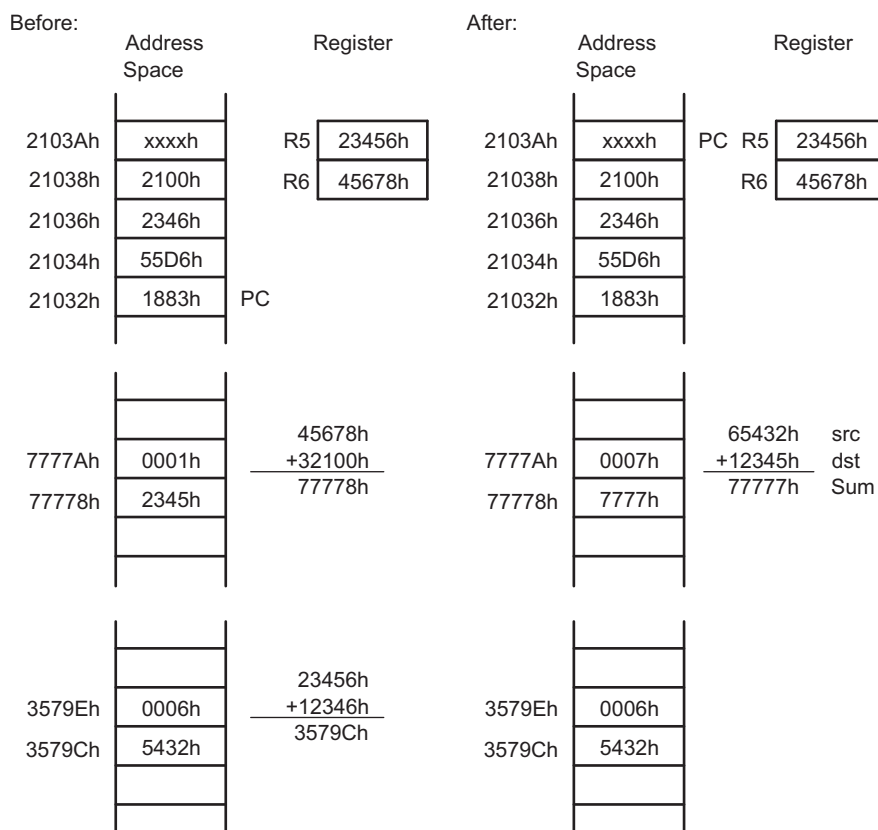 Before:
Address Space
Register
2103Ah xxxxh R5 23456h
21038h 2100h R6 45678h
21036h 2346h
21034h 55D6h
21032h 1883h PC
45678h
7777Ah 0001h +32100h
77778h 2345h 77778h
23456h
3579Eh 0006h +12346h
3579Ch 5432h 3579Ch
After:
Address Space
Register
2103Ah xxxxh PC R5 23456h
21038h 2100h R6 45678h
21036h 2346h
21034h 55D6h
21032h 1883h
65432h src
7777Ah 0007h +12345h dst
77778h 7777h 77777h Sum
3579Eh 0006h
3579Ch 5432h